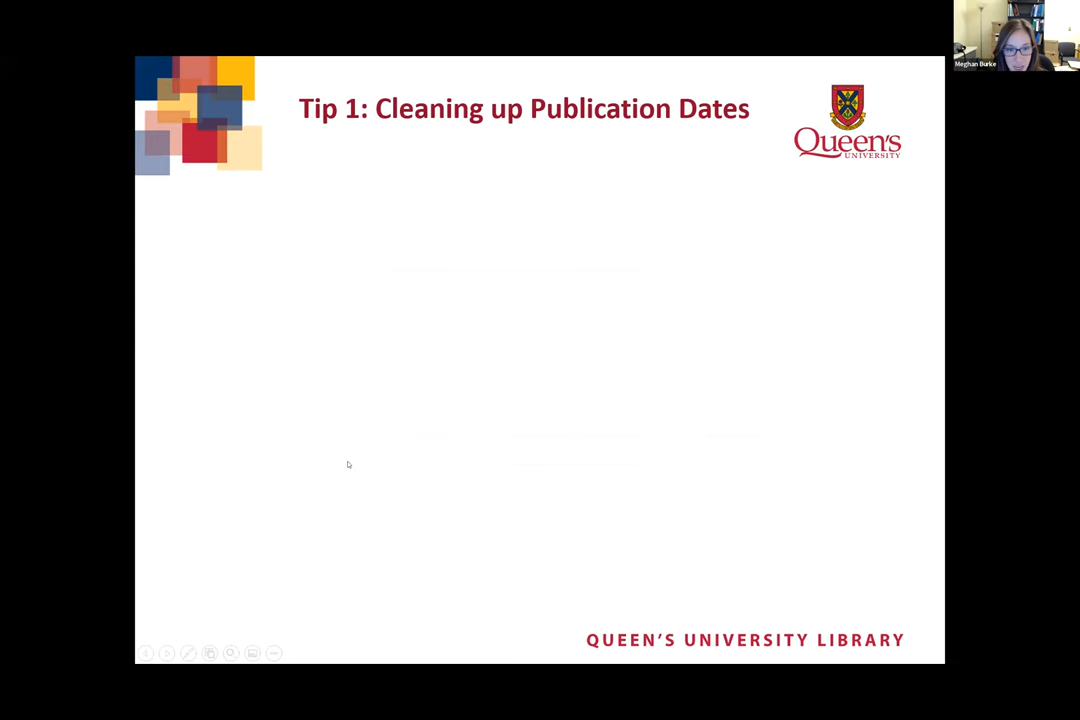 Meghan Burke
Tip 1: Cleaning up Publication Dates
Queen's
UNIVERSITY
QUEEN'S UNIVERSITY LIBRARY